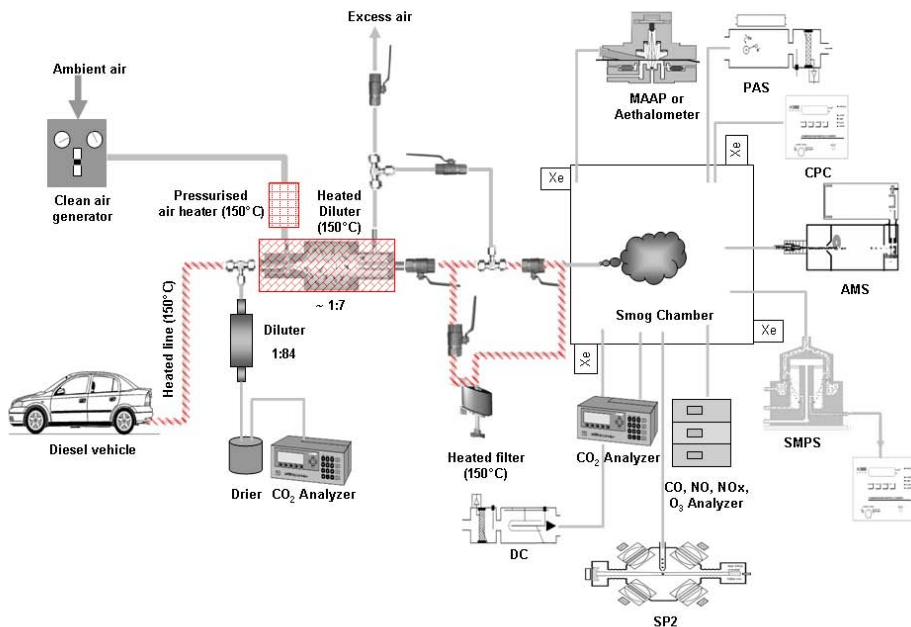 Excess air
Ambient air
MAAP or
Aethalometer
PAS
Xe
Xe
CPC
Clean air
generator
Pressurised
air heater (150°C)
Heated
Diluter
(150°C)
~ 1:7
AMS
Heated line (150°C)
Diluter
1:84
Smog Chamber
Xe
Xe
Diesel vehicle
Drier
CO₂ Analyzer
Heated filter
(150°C)
CO₂ Analyzer
CO, NO, NOx,
O₃ Analyzer
SMPS
DC
SP2